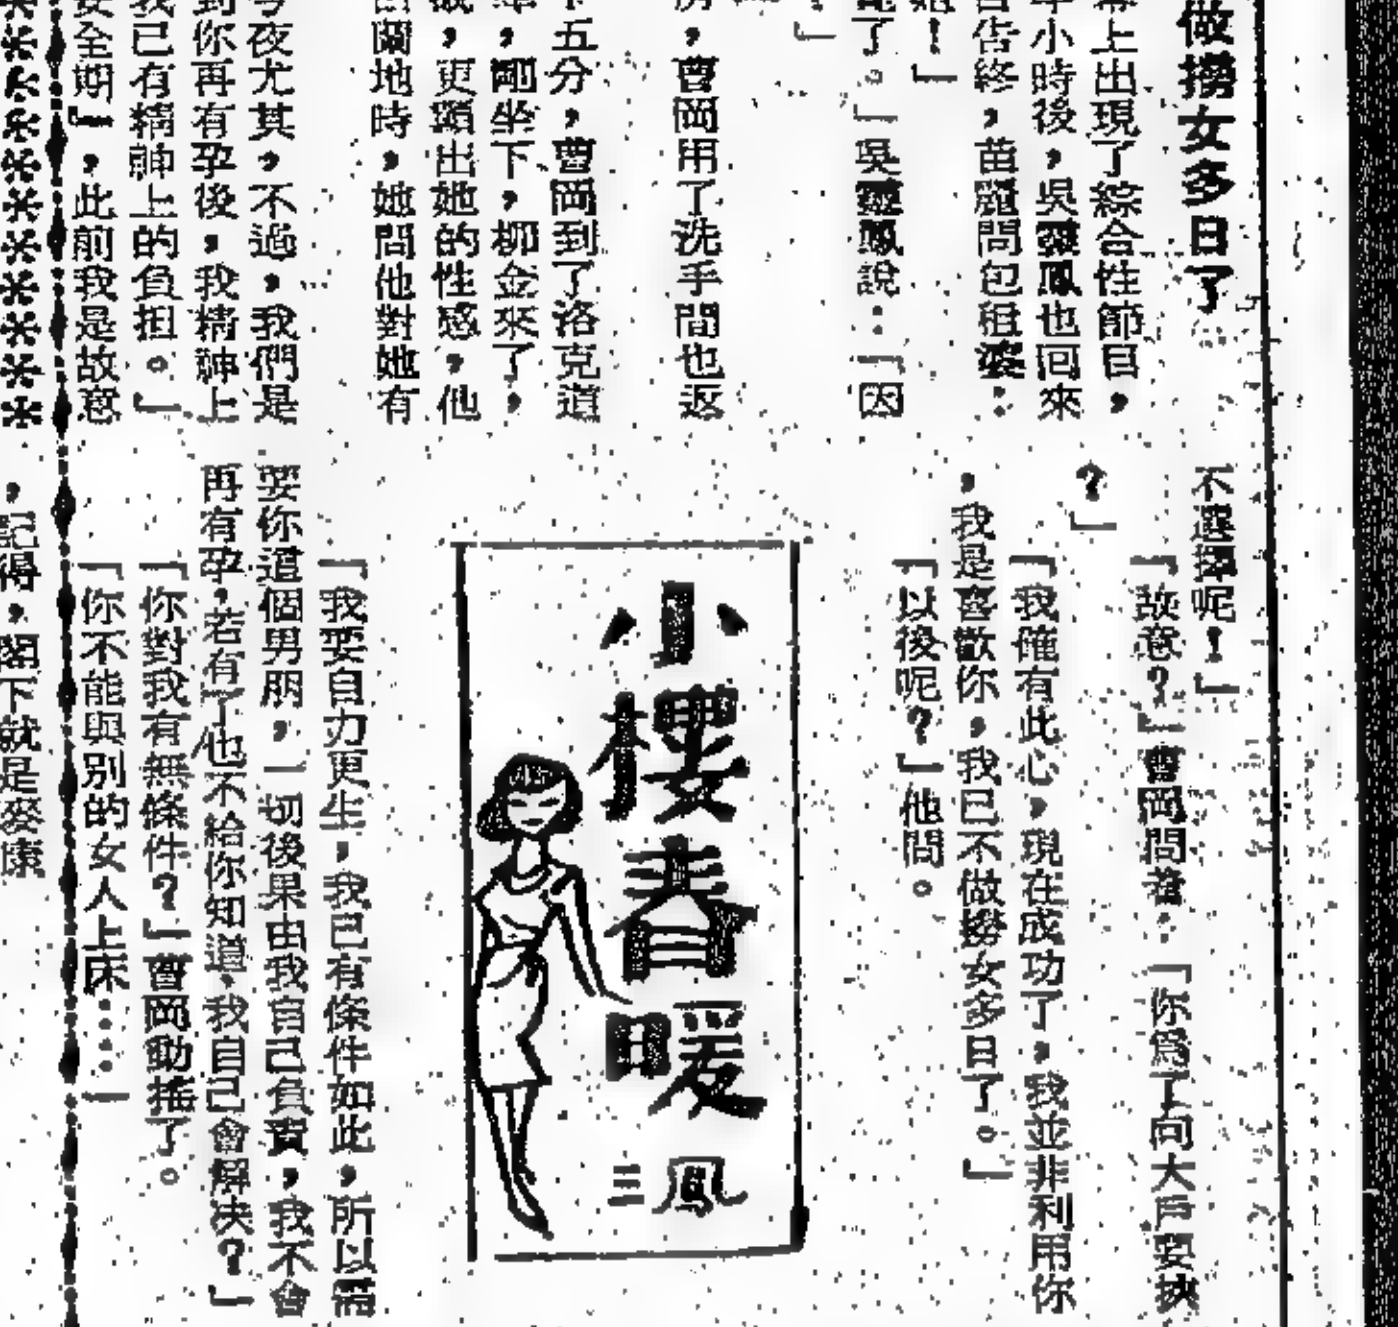 做撈女多日了
上出現了綜合性節目，
小時後，吳靈鳳也回來
告終，苗麗問包租婆：
！」
了。」吳靈鳳說：「因
」
，曹岡用了洗手間也返
五分，曹岡到了洛克道
，剛坐下，柳金來了，
，更顯出她的性感，他
闌地時，她問他對她有
今夜尤其，不過，我們是
到你再有孕後，我精神上
我已有精神上的負担。」
安全期』，此前我是故意
不選擇呢！」
「故意？」曹岡問着：「你爲了向大戶要挾
？」
「我確有此心，現在成功了，我並非利用你
，我是喜歡你，我已不做撈女多日了。」
「以後呢？」他問。
小樓春暖
三鳳
「我要自力更生，我已有條件如此，所以需
要你這個男朋，一切後果由我自己負責，我不會
再有孕，若有了也不給你知道，我自己會解決？」
「你對我有無條件？」曹岡動搖了。
「你不能與別的女人上床……」
，記得，閣下就是麥康